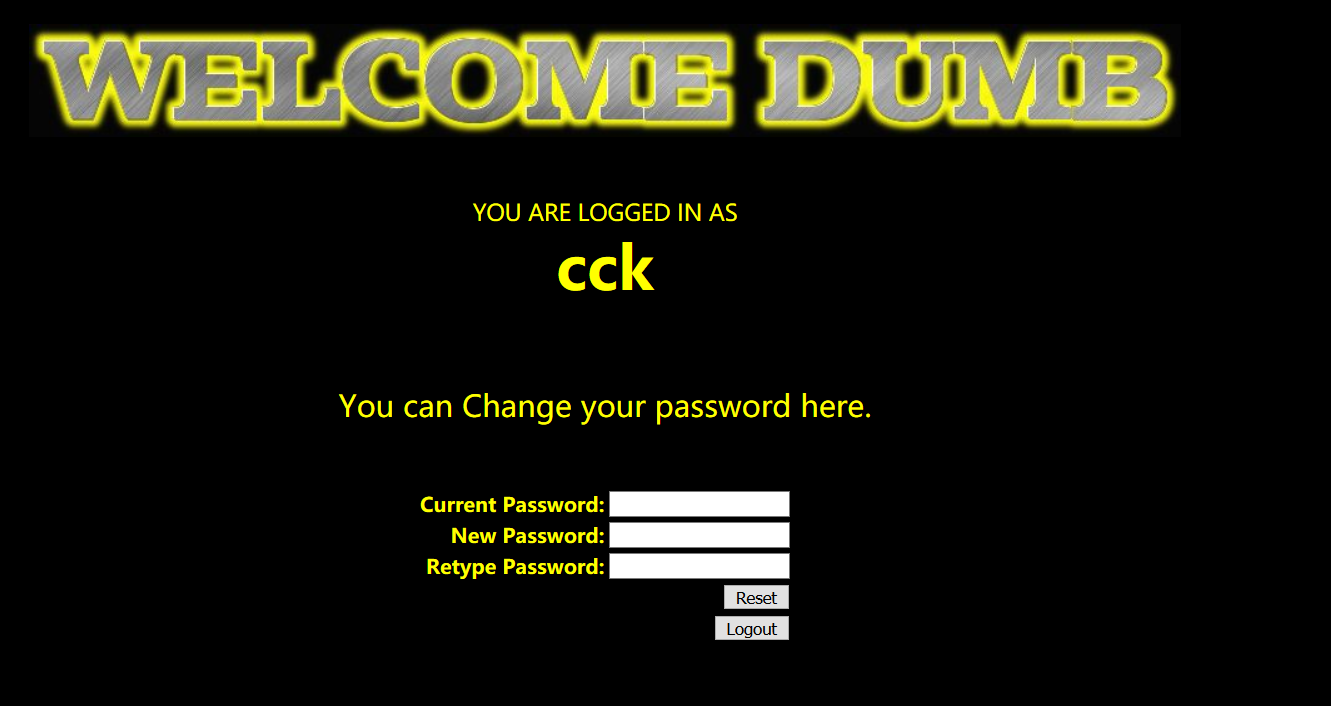 WELCOME DUMB
YOU ARE LOGGED IN AS
cck
You can Change your password here.
Current Password:
New Password:
Retype Password:
Reset
Logout